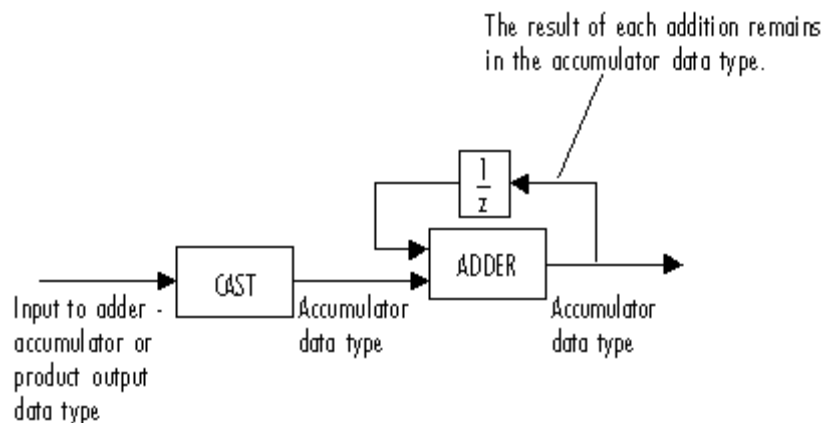 The result of each addition remains
in the accumulator data type.
1
z
CAST
ADDER
Input to adder -
accumulator or
product output
data type
Accumulator
data type
Accumulator
data type